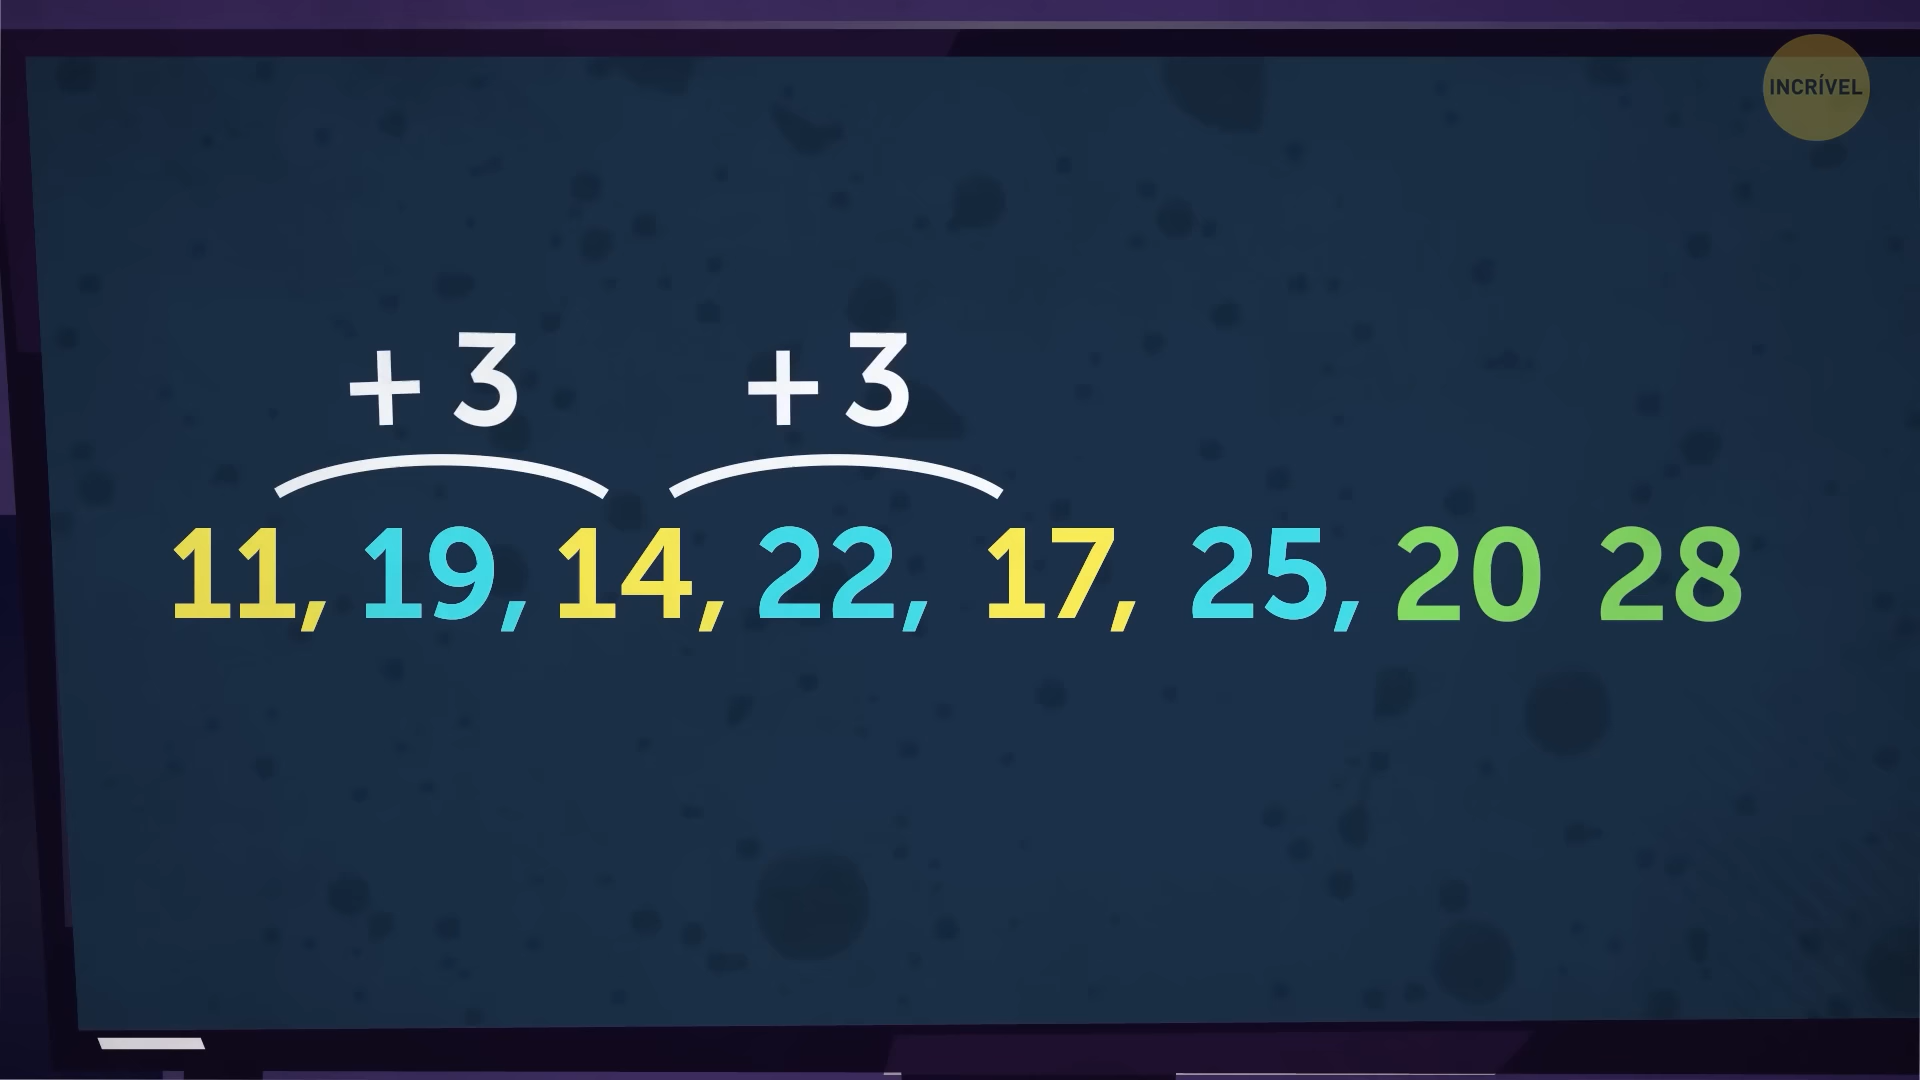 INCRÍVEL
+3 +3
11, 19, 14, 22, 17, 25, 20 28